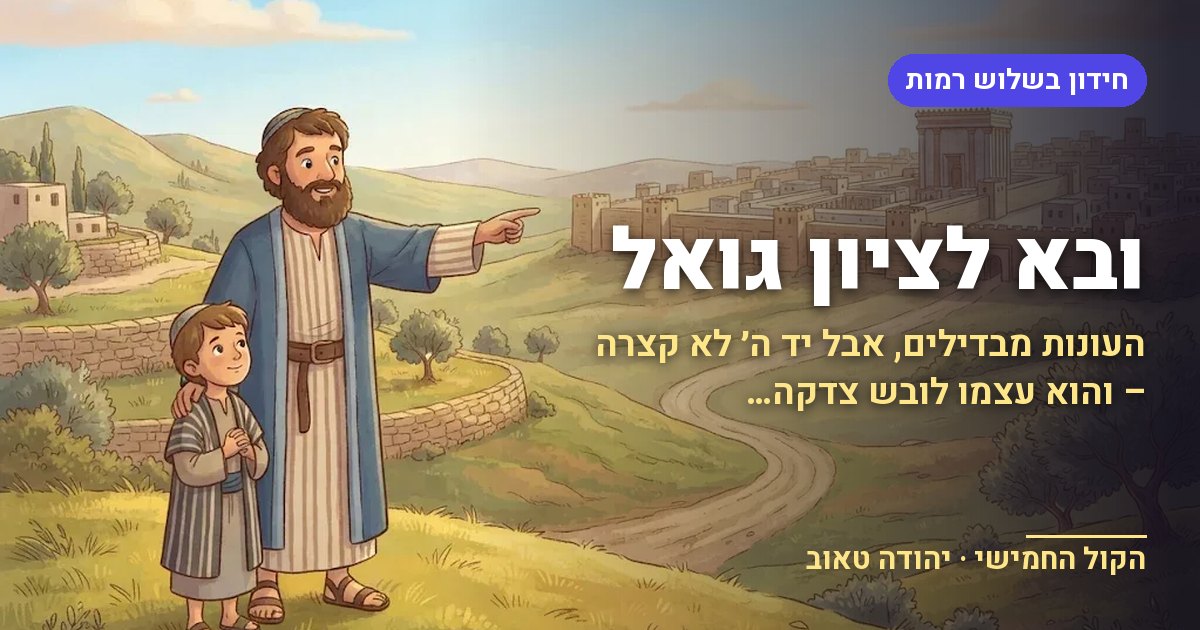 חידון בשלוש רמות
ובא לציון גואל
העונות מבדילים, אבל יד ה׳ לא קצרה
– והוא עצמו לובש צדקה...
הקול החמישי · יהודה טאוב